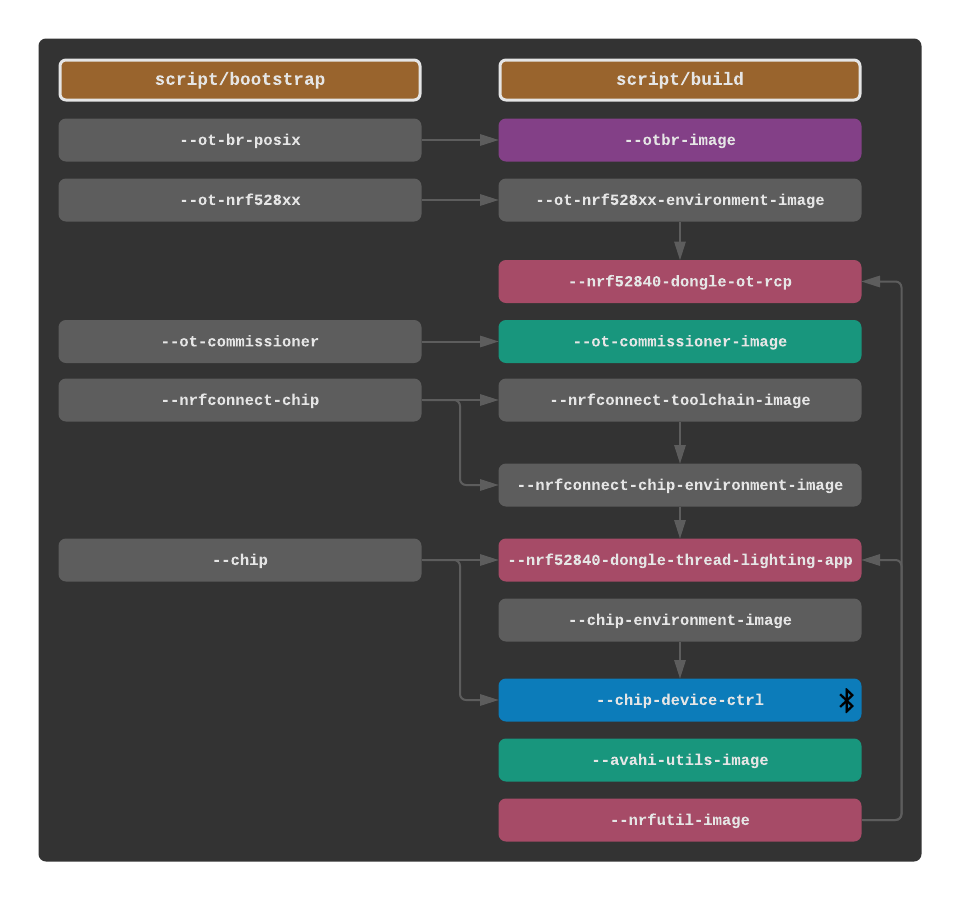 script/bootstrap
script/build
--ot-br-posix
--otbr-image
--ot-nrf528xx
--ot-nrf528xx-environment-image
--nrf52840-dongle-ot-rcp
--ot-commissioner
--ot-commissioner-image
--nrfconnect-chip
--nrfconnect-toolchain-image
--nrfconnect-chip-environment-image
--chip
--nrf52840-dongle-thread-lighting-app
--chip-environment-image
--chip-device-ctrl
--avahi-utils-image
--nrfutil-image